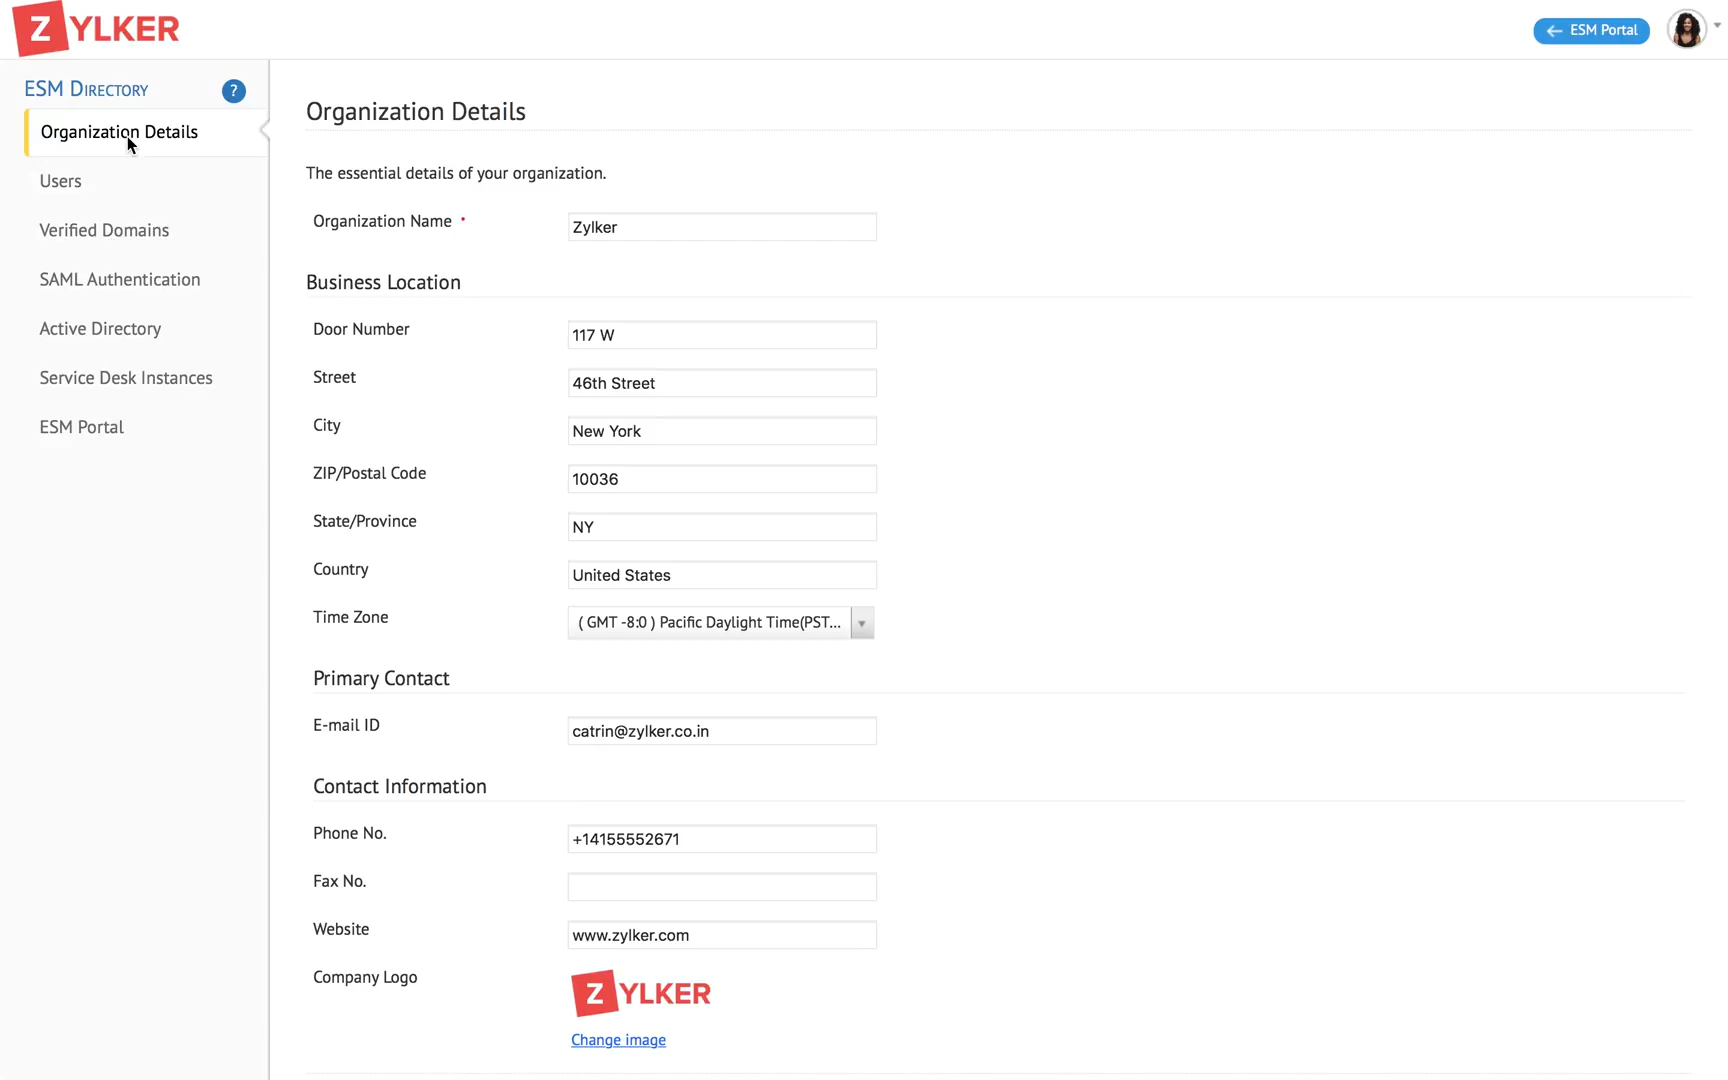 ZYLKER
ESM Portal
ESM DIRECTORY
?
Organization Details
Users
Verified Domains
SAML Authentication
Active Directory
Service Desk Instances
ESM Portal
Organization Details
The essential details of your organization.
Organization Name *
Zylker
Business Location
Door Number
117 W
Street
46th Street
City
New York
ZIP/Postal Code
10036
State/Province
NY
Country
United States
Time Zone
( GMT -8:0 ) Pacific Daylight Time(PST...
Primary Contact
E-mail ID
catrin@zylker.co.in
Contact Information
Phone No.
+14155552671
Fax No.
Website
www.zylker.com
Company Logo
ZYLKER
Change image